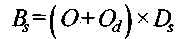 B_s = (O + O_d) × D_s